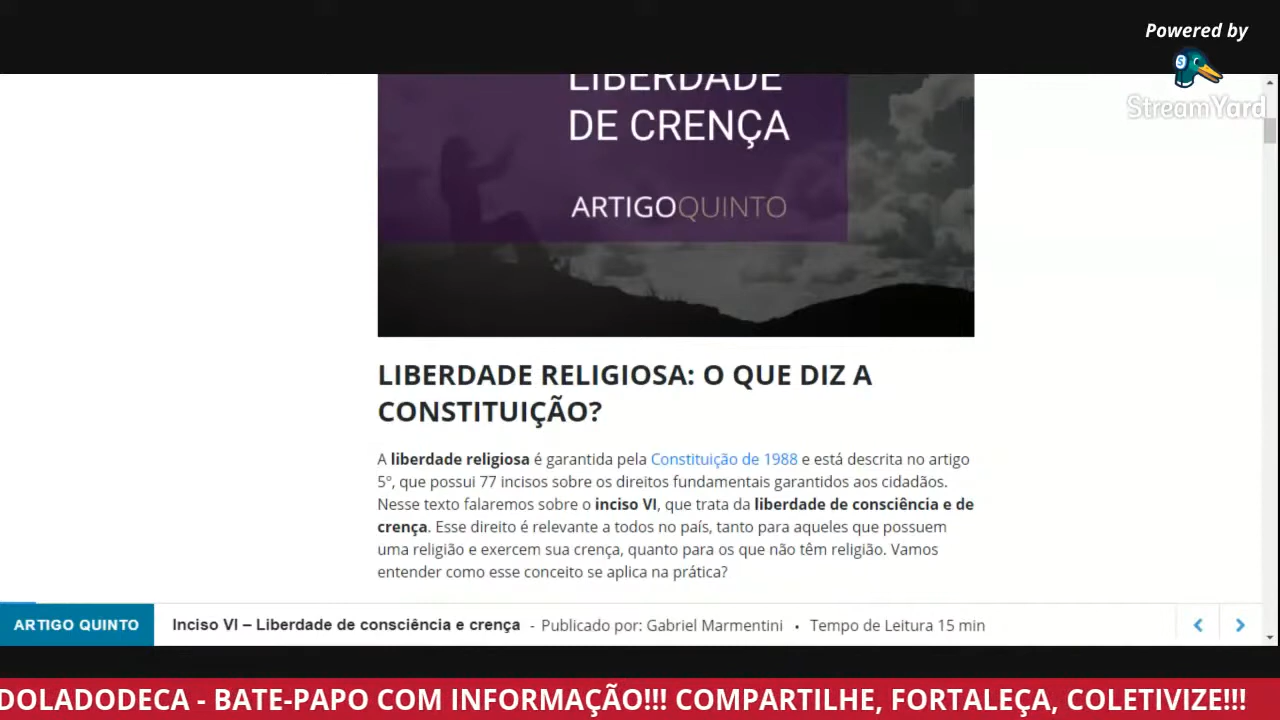 Powered by
StreamYard
LIBERDADE
DE CRENÇA
ARTIGOQUINTO
LIBERDADE RELIGIOSA: O QUE DIZ A
CONSTITUIÇÃO?
A liberdade religiosa é garantida pela Constituição de 1988 e está descrita no artigo
5º, que possui 77 incisos sobre os direitos fundamentais garantidos aos cidadãos.
Nesse texto falaremos sobre o inciso VI, que trata da liberdade de consciência e de
crença. Esse direito é relevante a todos no país, tanto para aqueles que possuem
uma religião e exercem sua crença, quanto para os que não têm religião. Vamos
entender como esse conceito se aplica na prática?
ARTIGO QUINTO Inciso VI – Liberdade de consciência e crença - Publicado por: Gabriel Marmentini • Tempo de Leitura 15 min
DOLADODECA - BATE-PAPO COM INFORMAÇÃO!!! COMPARTILHE, FORTALEÇA, COLETIVIZE!!!